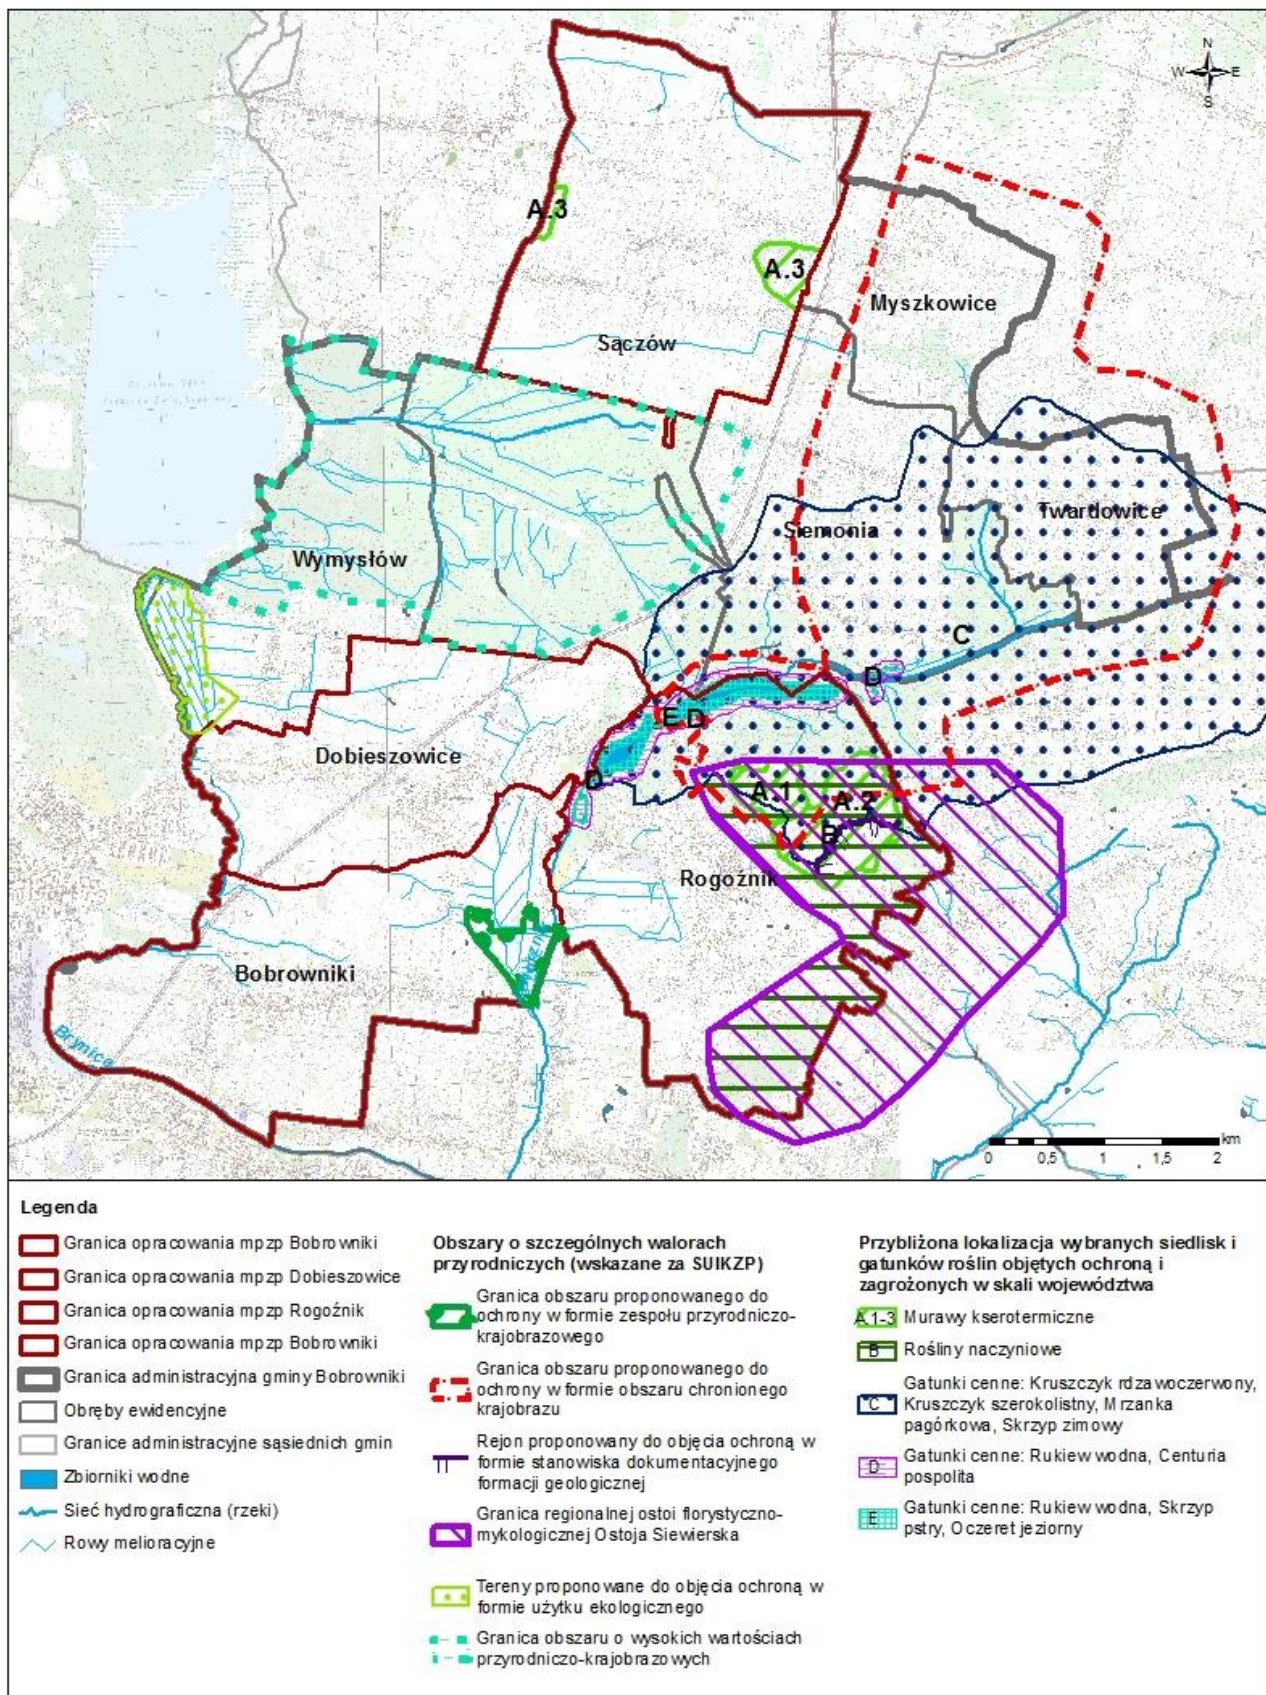 N
W E
S
A.3
A.3
Myszkowice
Sączów
Siemonia
Twardowice
Wymysłów
C
D
E D
Dobieszowice
D
A.1
A.2
B
Rogoźnik
Bobrowniki
Brynica
km
0 0,5 1 1,5 2
Legenda
Granica opracowania mpzp Bobrowniki
Granica opracowania mpzp Dobieszowice
Granica opracowania mpzp Rogoźnik
Granica opracowania mpzp Bobrowniki
Granica administracyjna gminy Bobrowniki
Obręby ewidencyjne
Granice administracyjne sąsiednich gmin
Zbiorniki wodne
Sieć hydrograficzna (rzeki)
Rowy melioracyjne
Obszary o szczególnych walorach
przyrodniczych (wskazane za SUIKZP)
Granica obszaru proponowanego do
ochrony w formie zespołu przyrodniczo-
krajobrazowego
Granica obszaru proponowanego do
ochrony w formie obszaru chronionego
krajobrazu
Rejon proponowany do objęcia ochroną w
formie stanowiska dokumentacyjnego
formacji geologicznej
Granica regionalnej ostoi florystyczno-
mykologicznej Ostoja Siewierska
Tereny proponowane do objęcia ochroną w
formie użytku ekologicznego
Granica obszaru o wysokich wartościach
przyrodniczo-krajobrazowych
Przybliżona lokalizacja wybranych siedlisk i
gatunków roślin objętych ochroną i
zagrożonych w skali województwa
A.1-3 Murawy kserotermiczne
B Rośliny naczyniowe
Gatunki cenne: Kruszczyk rdzawoczerwony,
C Kruszczyk szerokolistny, Mrzanka
pagórkowa, Skrzyp zimowy
D Gatunki cenne: Rukiew wodna, Centuria
pospolita
E Gatunki cenne: Rukiew wodna, Skrzyp
pstry, Oczeret jeziorny